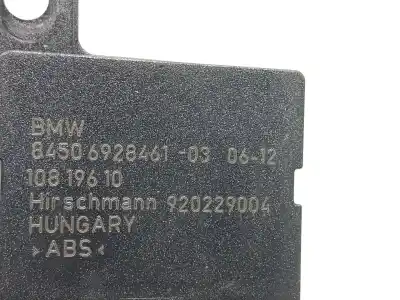 BMW
8450 6928461 -03 06-12
108 196 10
Hirschmann 920229004
HUNGARY
>ABS<